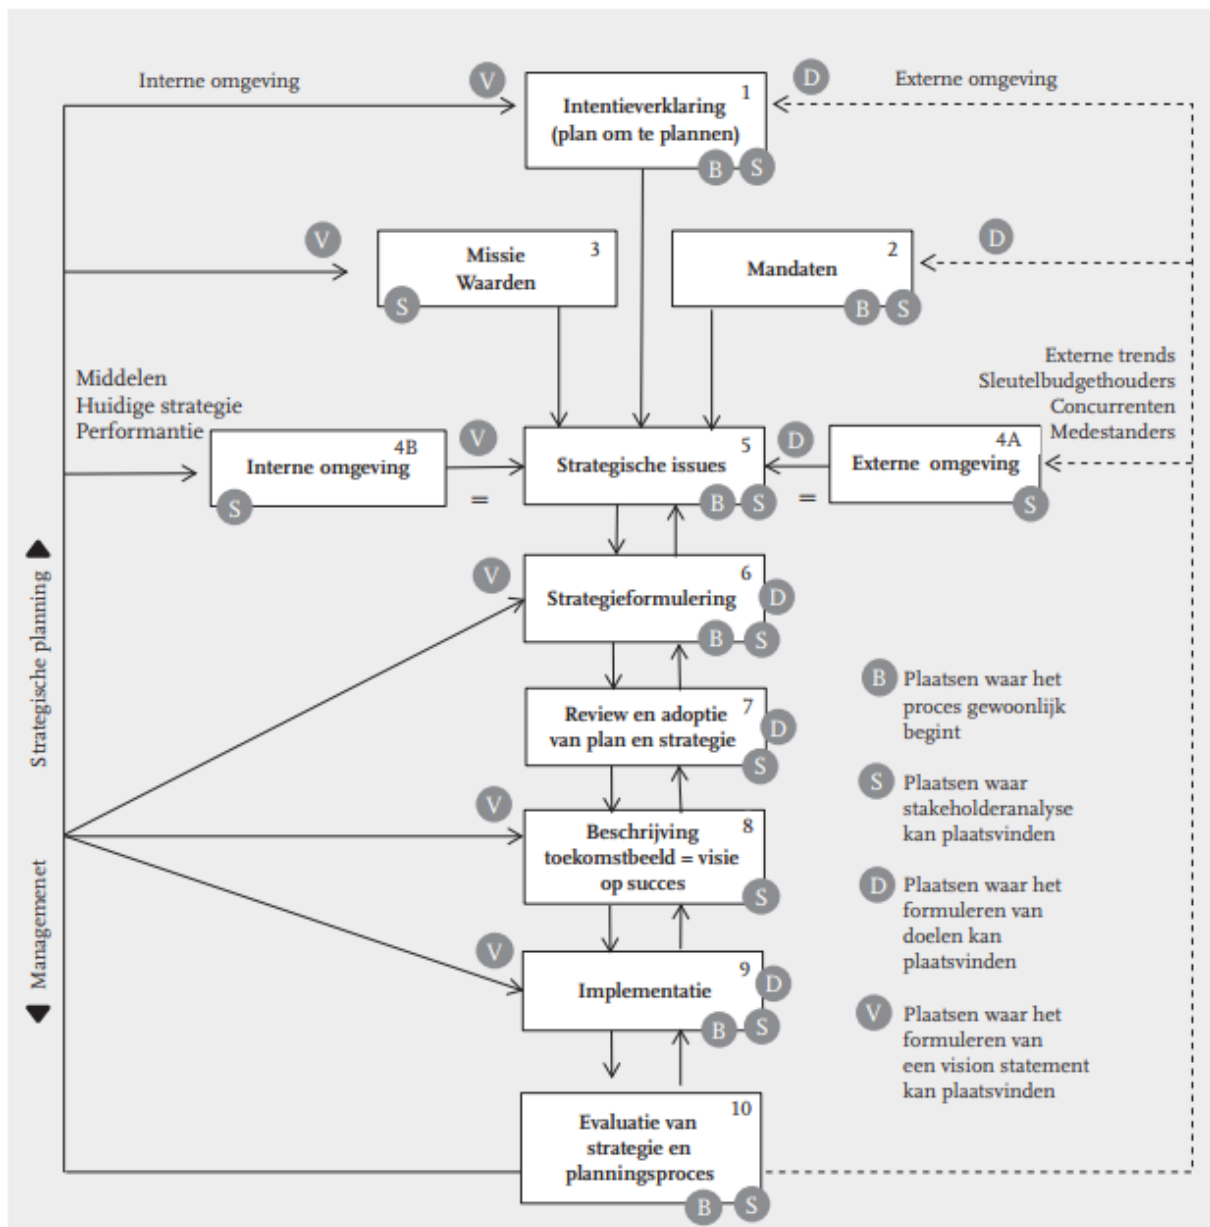 Interne omgeving
V
D
Externe omgeving
1
Intentieverklaring
(plan om te plannen)
B
S
V
3
Missie
Waarden
S
2
Mandaten
D
B
S
Middelen
Huidige strategie
Performantie
Externe trends
Sleutelbudgethouders
Concurrenten
Medestanders
4B
Interne omgeving
S
V
=
5
Strategische issues
B
S
D
=
4A
Externe omgeving
S
V
6
Strategieformulering
D
B
S
7
Review en adoptie
van plan en strategie
D
S
V
8
Beschrijving
toekomstbeeld = visie
op succes
S
V
9
Implementatie
D
B
S
10
Evaluatie van
strategie en
planningsproces
B
S
Strategische planning
Managemenet
B
Plaatsen waar het
proces gewoonlijk
begint
S
Plaatsen waar
stakeholderanalyse
kan plaatsvinden
D
Plaatsen waar het
formuleren van
doelen kan
plaatsvinden
V
Plaatsen waar het
formuleren van
een vision statement
kan plaatsvinden